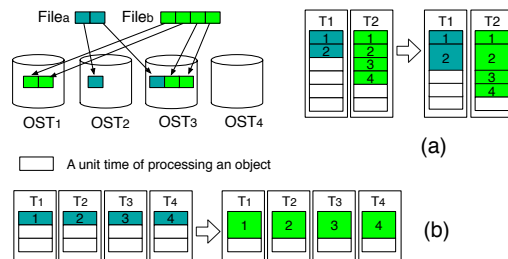 Fileₐ Fileb
OST1 OST2 OST3 OST4
T1 T2 T1 T2
1 1 1 1
2 2 2 2
3 3
4 4
(a)
A unit time of processing an object
T1 T2 T3 T4 T1 T2 T3 T4
1 2 3 4 1 2 3 4
(b)